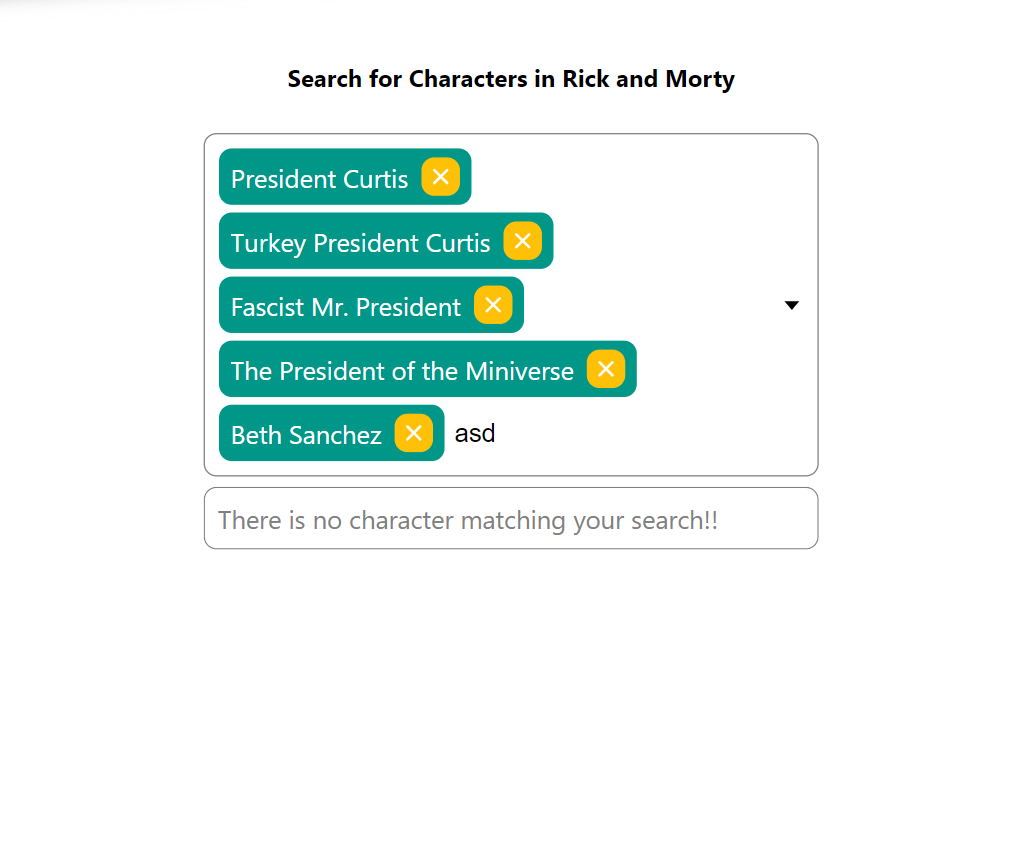 Search for Characters in Rick and Morty
President Curtis
Turkey President Curtis
Fascist Mr. President
The President of the Miniverse
Beth Sanchez asd
There is no character matching your search!!